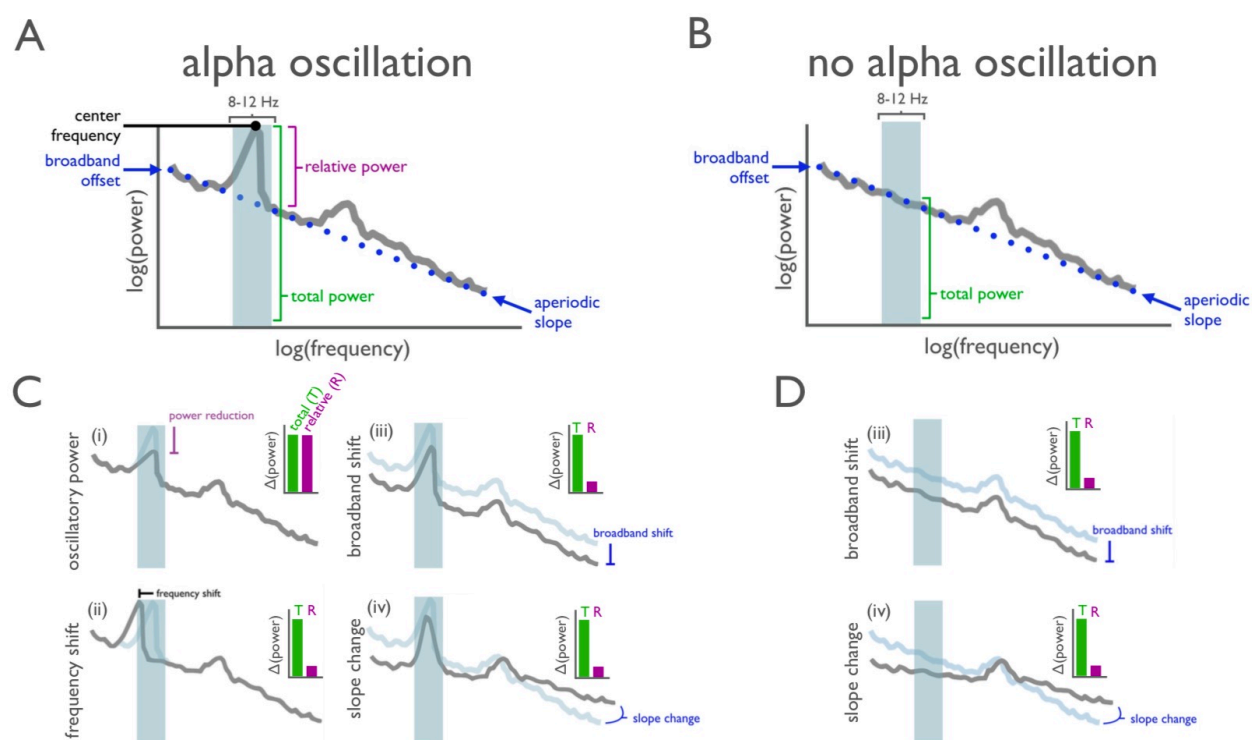 A
alpha oscillation
8-12 Hz
center
frequency
broadband
offset
relative power
total power
log(power)
aperiodic
slope
log(frequency)
B
no alpha oscillation
8-12 Hz
broadband
offset
total power
log(power)
aperiodic
slope
log(frequency)
C
(i)
oscillatory power
power reduction
Δ(power)
total (T)
relative (R)
(iii)
broadband shift
Δ(power)
T R
broadband shift
(ii)
frequency shift
frequency shift
Δ(power)
T R
(iv)
slope change
Δ(power)
T R
slope change
D
(iii)
broadband shift
Δ(power)
T R
broadband shift
(iv)
slope change
Δ(power)
T R
slope change